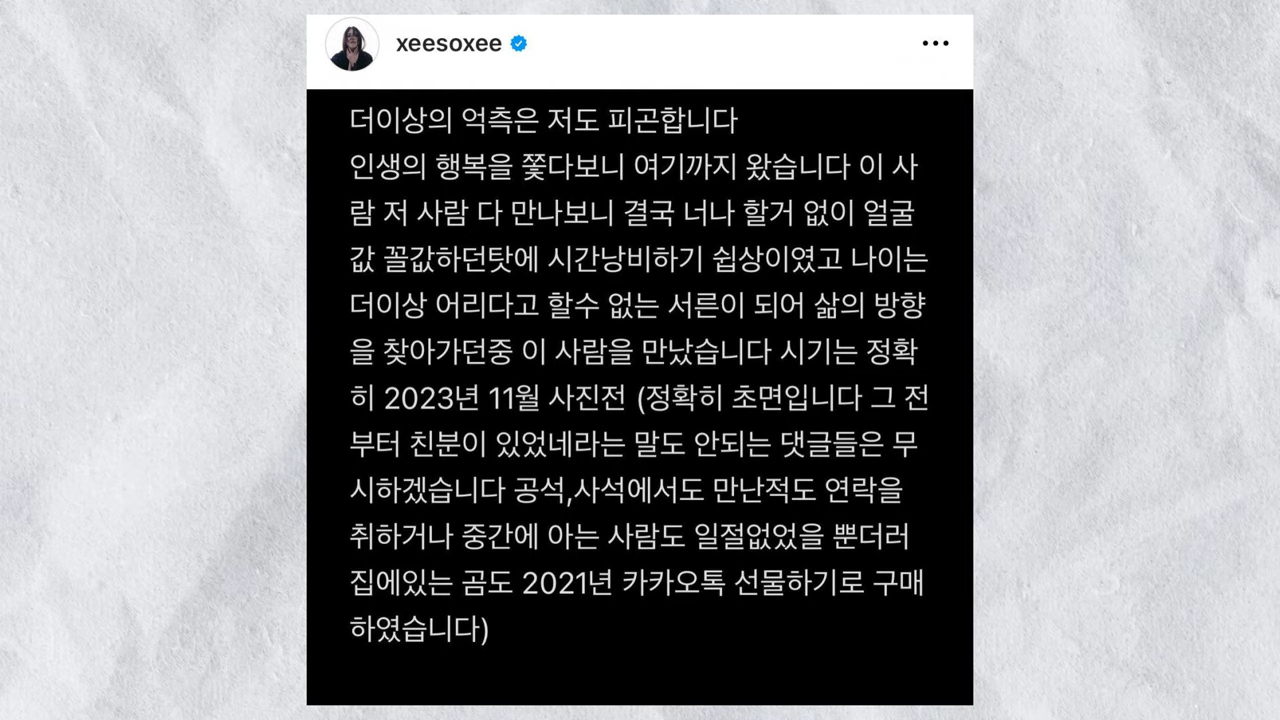 xeesoxee
더이상의 억측은 저도 피곤합니다
인생의 행복을 쫓다보니 여기까지 왔습니다 이 사
람 저 사람 다 만나보니 결국 너나 할거 없이 얼굴
값 꼴값하던탓에 시간낭비하기 쉽상이였고 나이는
더이상 어리다고 할수 없는 서른이 되어 삶의 방향
을 찾아가던중 이 사람을 만났습니다 시기는 정확
히 2023년 11월 사진전 (정확히 초면입니다 그 전
부터 친분이 있었네라는 말도 안되는 댓글들은 무
시하겠습니다 공석,사석에서도 만난적도 연락을
취하거나 중간에 아는 사람도 일절없었을 뿐더러
집에있는 곰도 2021년 카카오톡 선물하기로 구매
하였습니다)